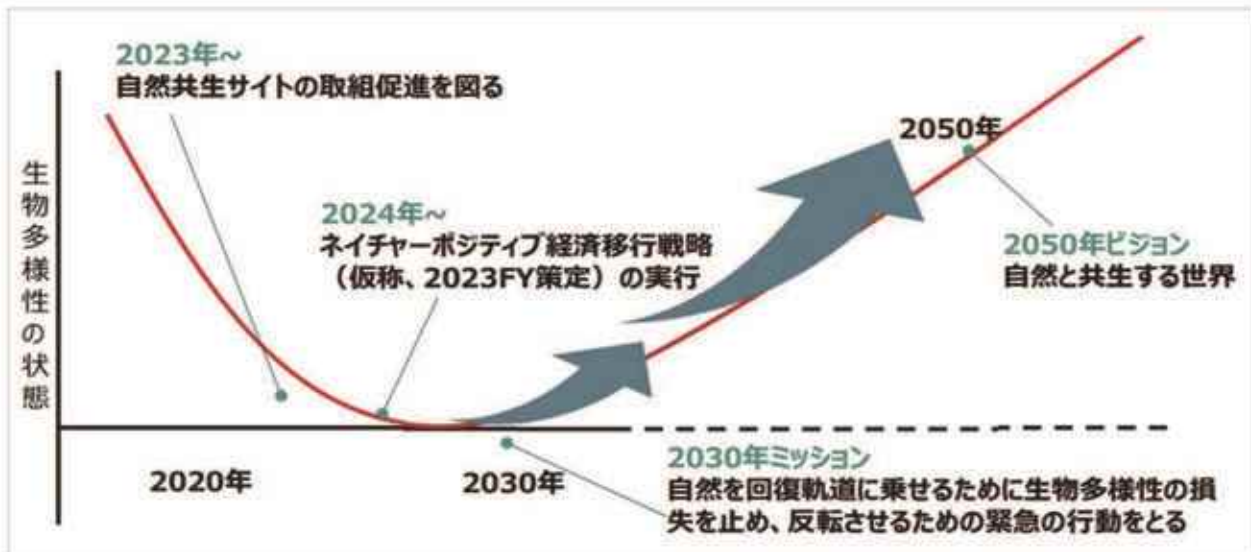 2023年～
自然共生サイトの取組促進を図る
2050年
生物多様性の状態
2024年～
ネイチャーポジティブ経済移行戦略
（仮称、2023FY策定）の実行
2050年ビジョン
自然と共生する世界
2020年
2030年
2030年ミッション
自然を回復軌道に乗せるために生物多様性の損
失を止め、反転させるための緊急の行動をとる